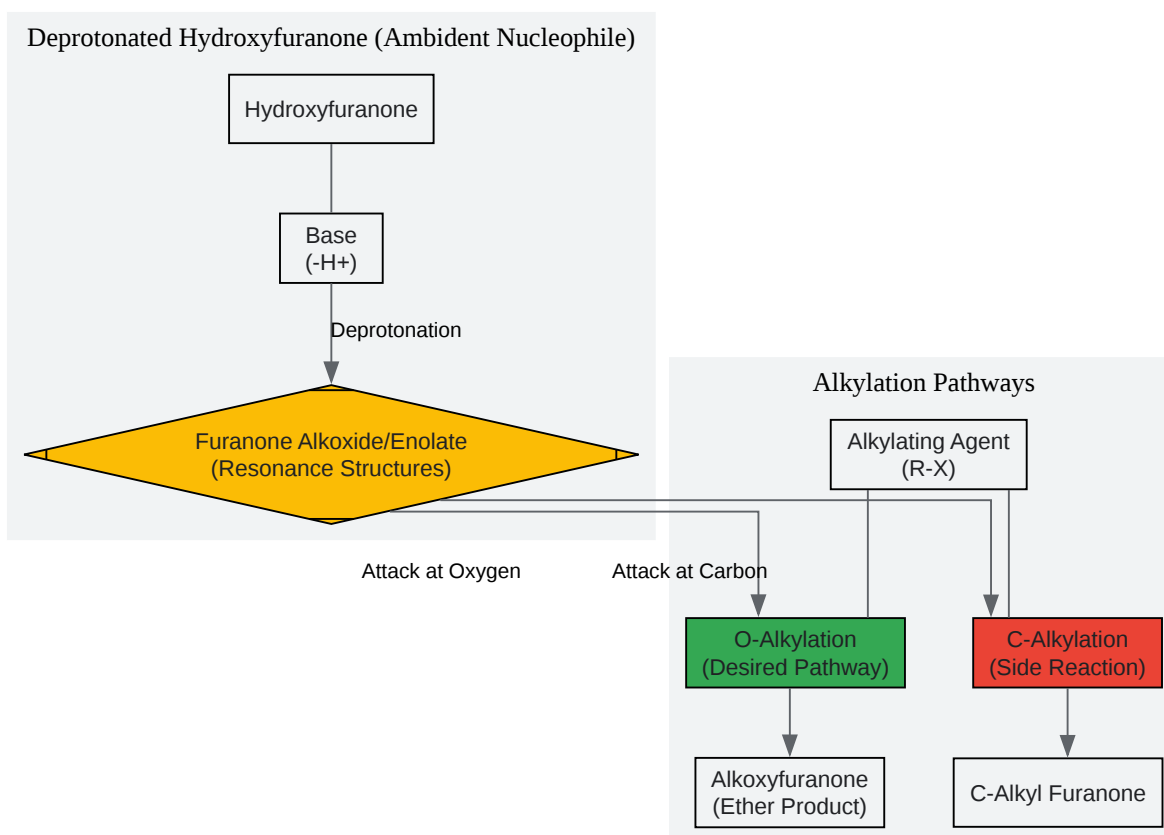 Deprotonated Hydroxyfuranone (Ambident Nucleophile)
Hydroxyfuranone
Base
(-H+)
Deprotonation
Furanone Alkoxide/Enolate
(Resonance Structures)
Alkylation Pathways
Alkylating Agent
(R-X)
Attack at Oxygen
Attack at Carbon
O-Alkylation
(Desired Pathway)
C-Alkylation
(Side Reaction)
Alkoxyfuranone
(Ether Product)
C-Alkyl Furanone